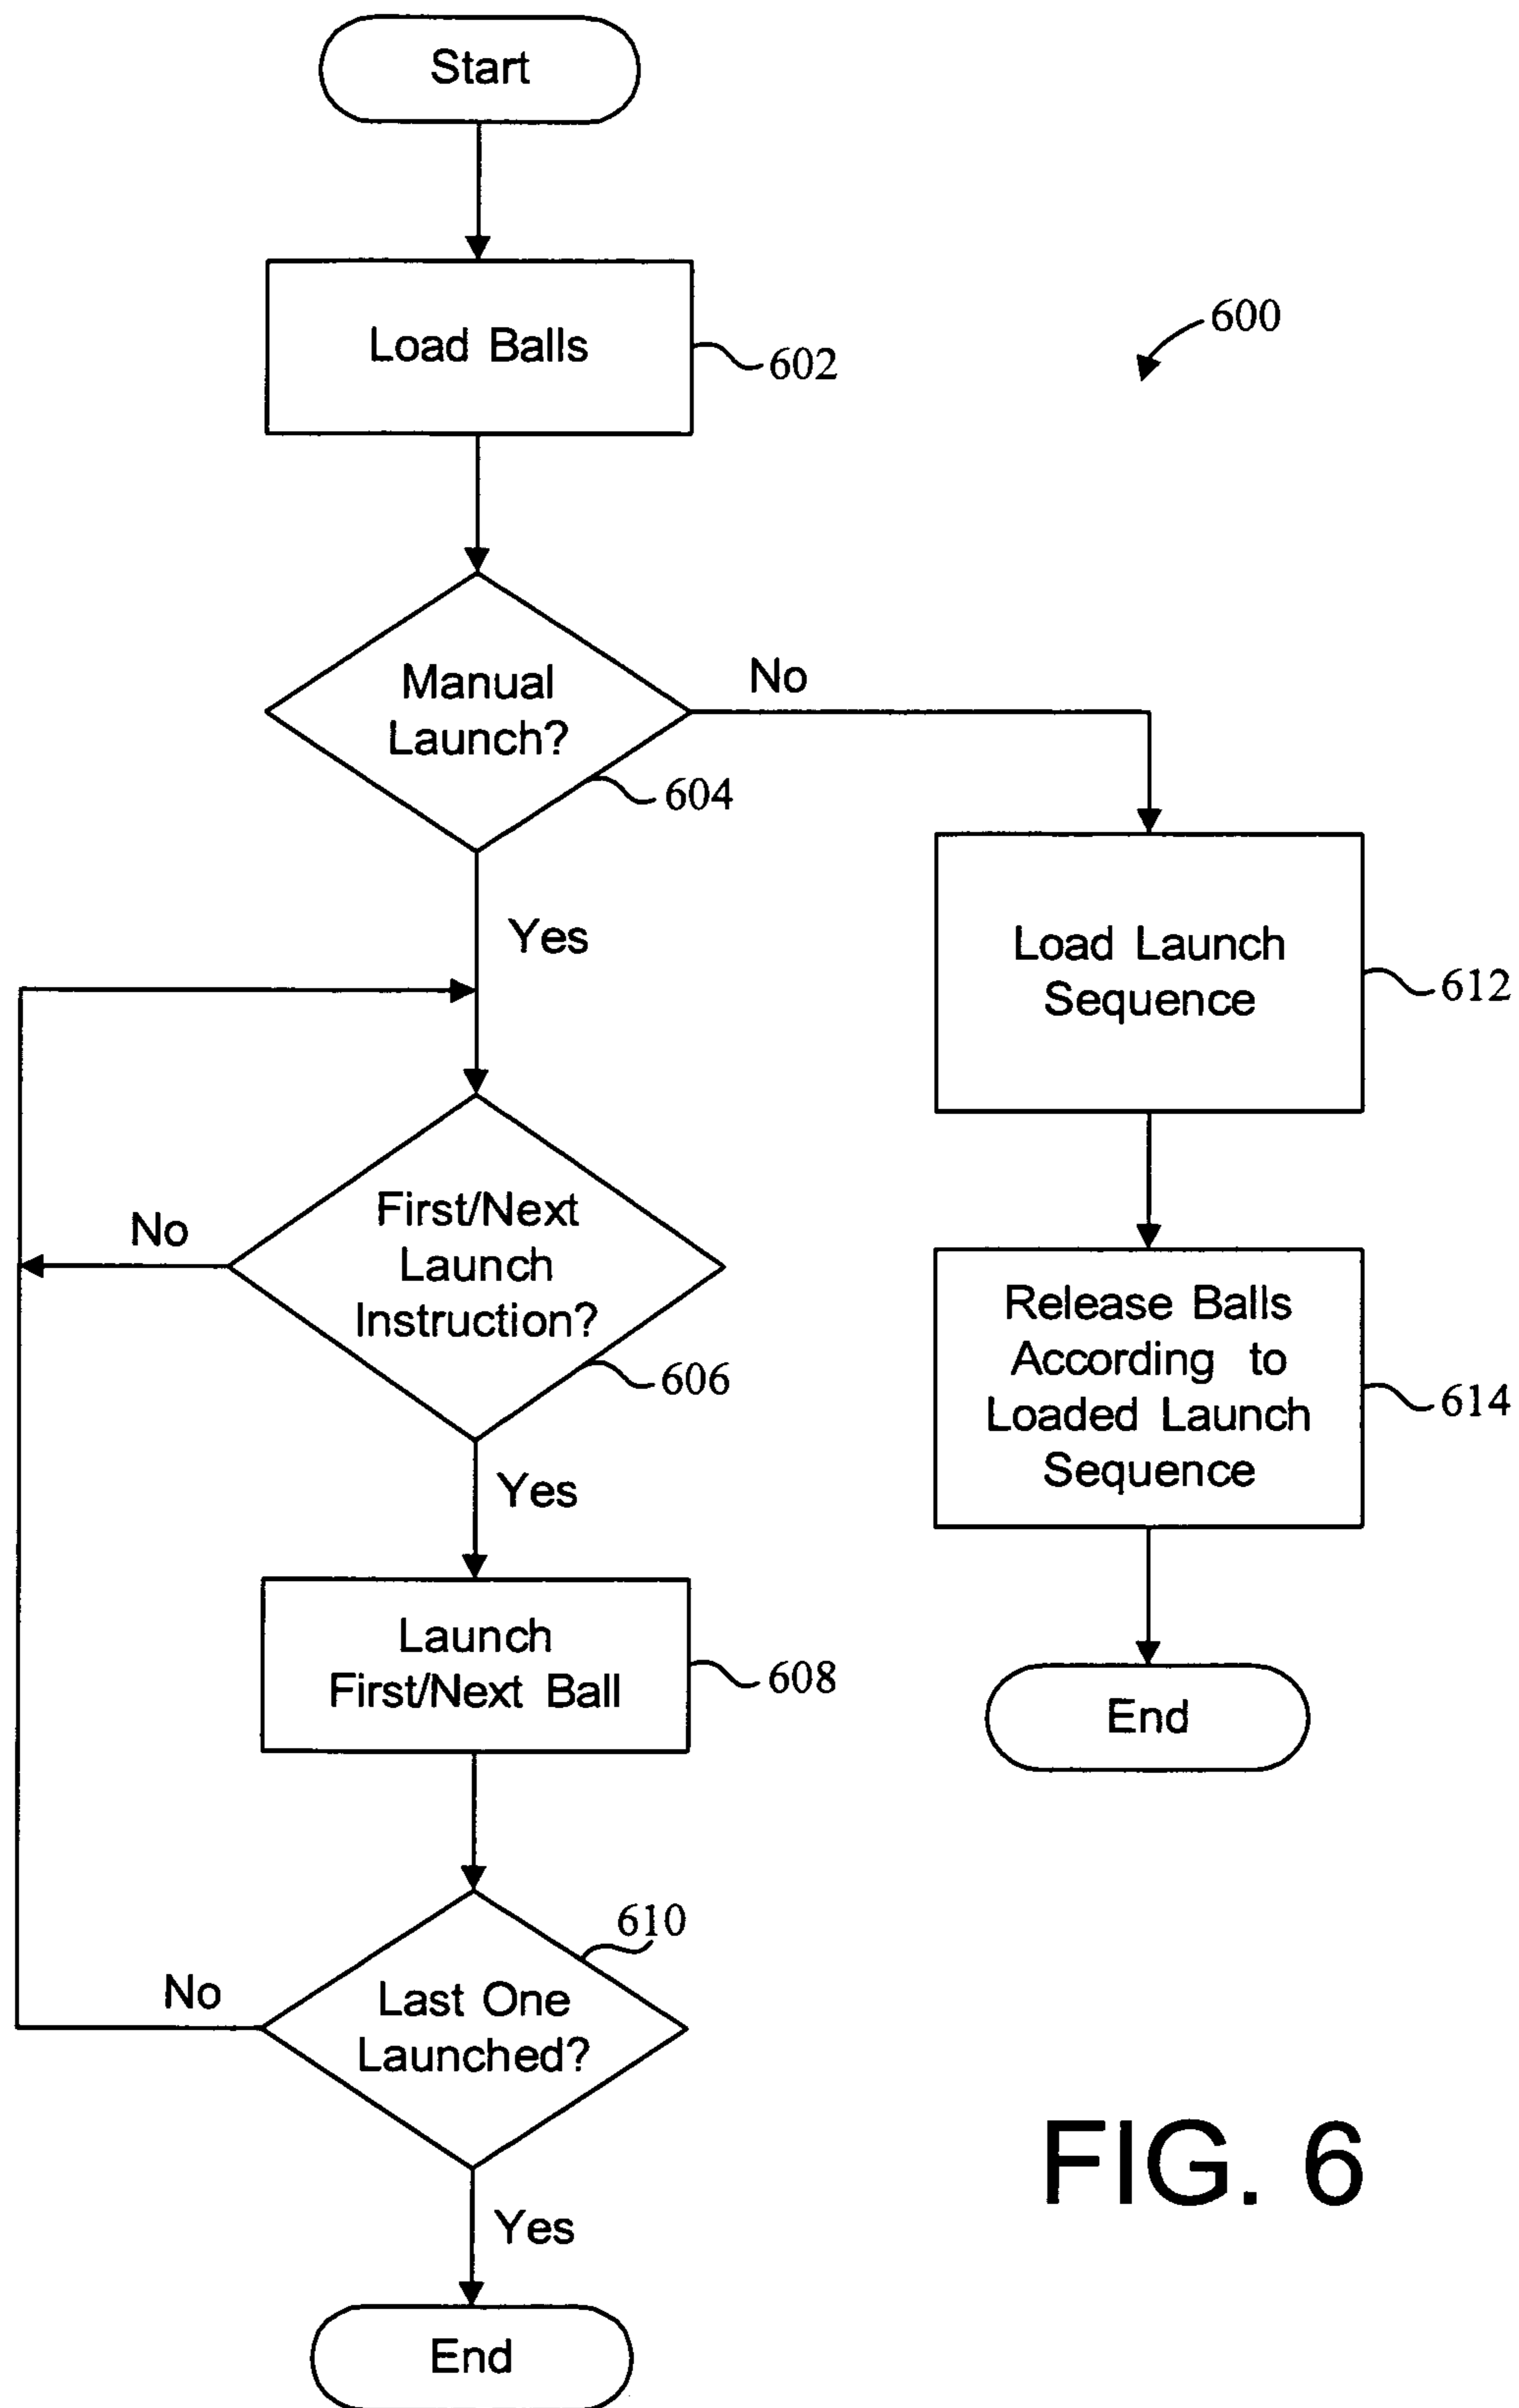 Start
Load Balls
602
600
Manual
Launch?
604
No
Yes
Load Launch
Sequence
612
First/Next
Launch
Instruction?
606
No
Yes
Release Balls
According to
Loaded Launch
Sequence
614
Launch
First/Next Ball
608
End
610
Last One
Launched?
No
Yes
End
FIG. 6